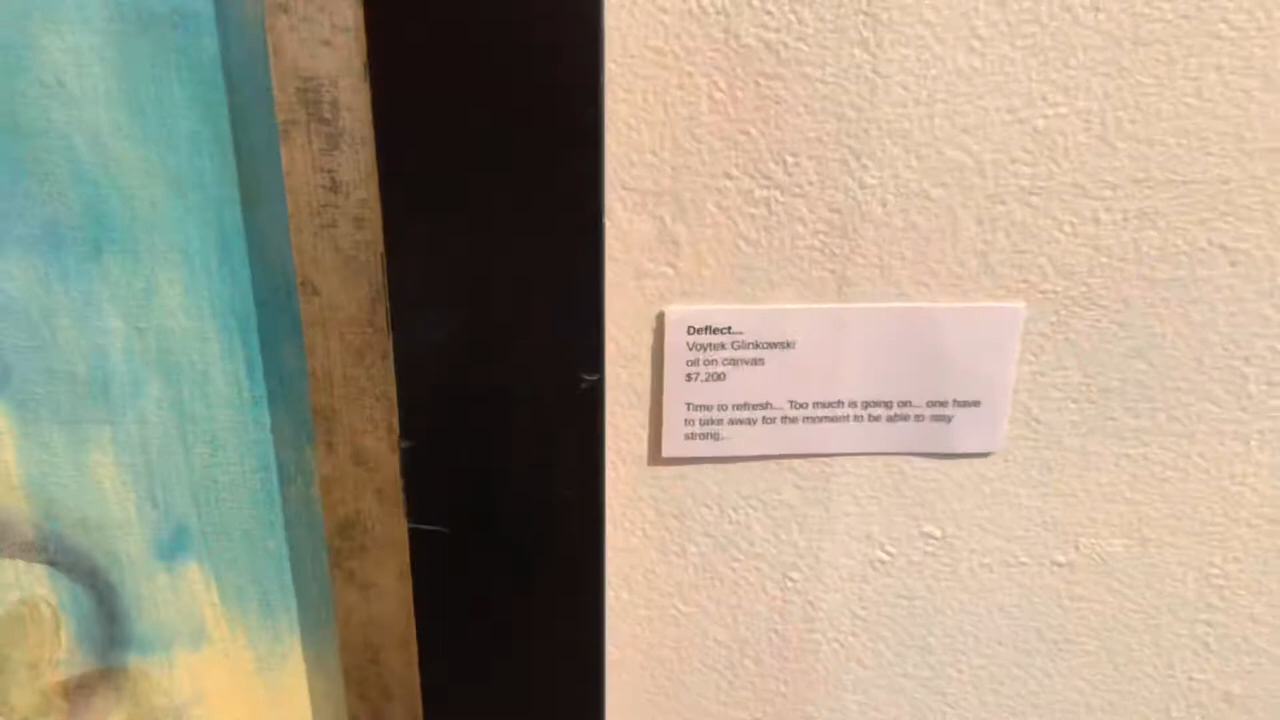 Deflect...
Voytek Glinkowski
oil on canvas
$7,200
Time to refresh... Too much is going on... one have
to take away for the moment to be able to stay
strong...